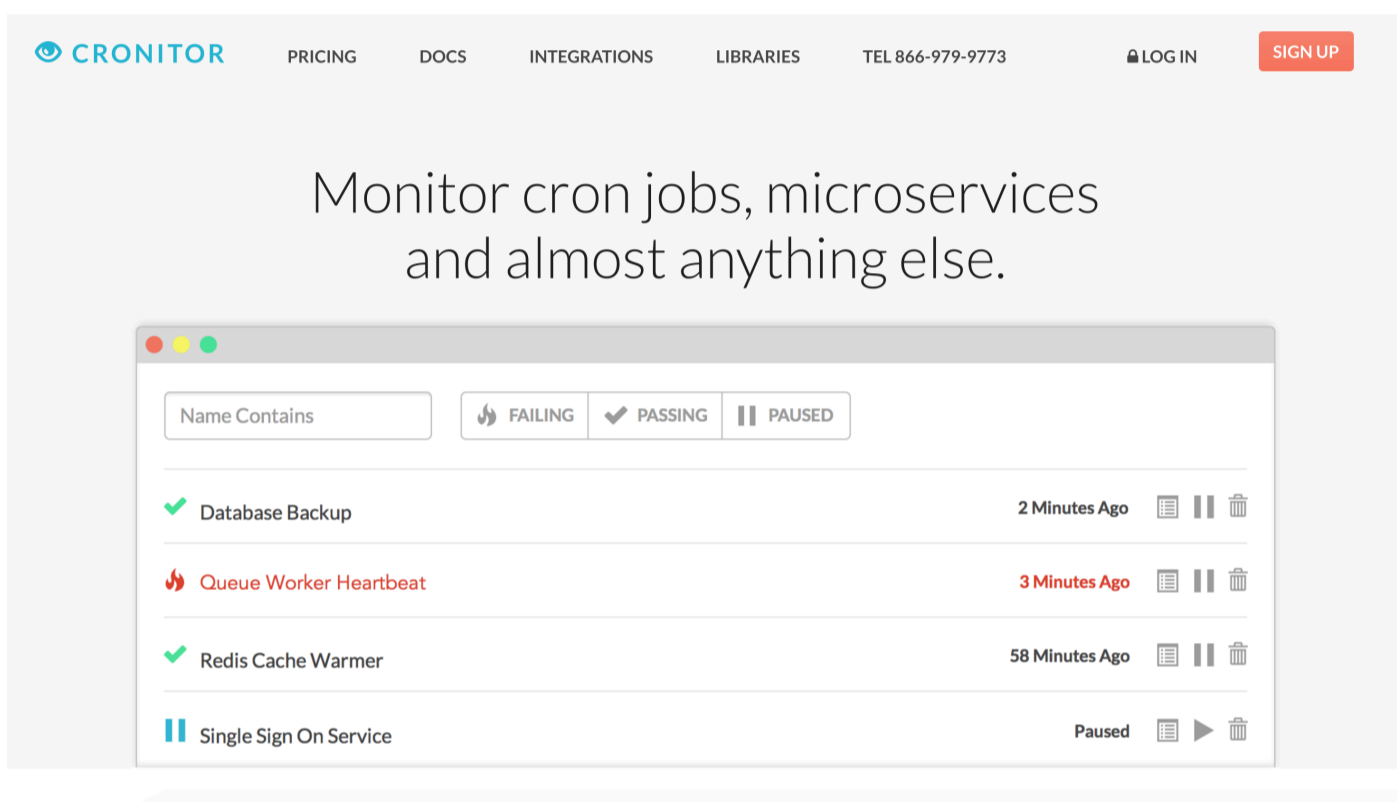 CRONITOR PRICING DOCS INTEGRATIONS LIBRARIES TEL 866-979-9773 LOG IN SIGN UP
Monitor cron jobs, microservices
and almost anything else.
Name Contains FAILING PASSING PAUSED
Database Backup 2 Minutes Ago
Queue Worker Heartbeat 3 Minutes Ago
Redis Cache Warmer 58 Minutes Ago
Single Sign On Service Paused